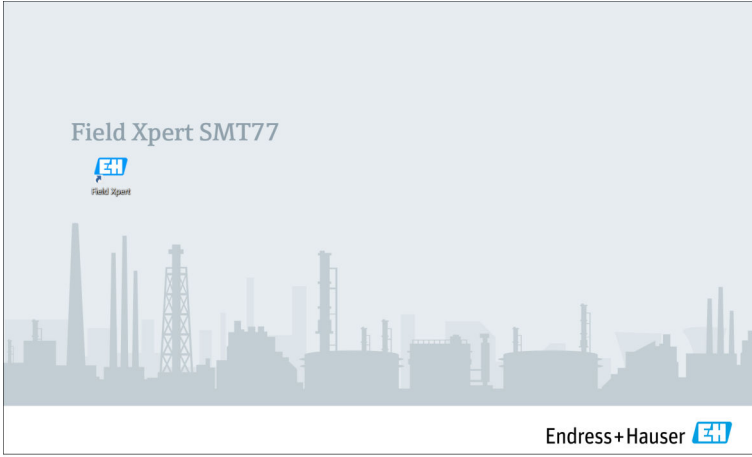 Field Xpert SMT77
EH
Field Xpert
Endress+Hauser EH